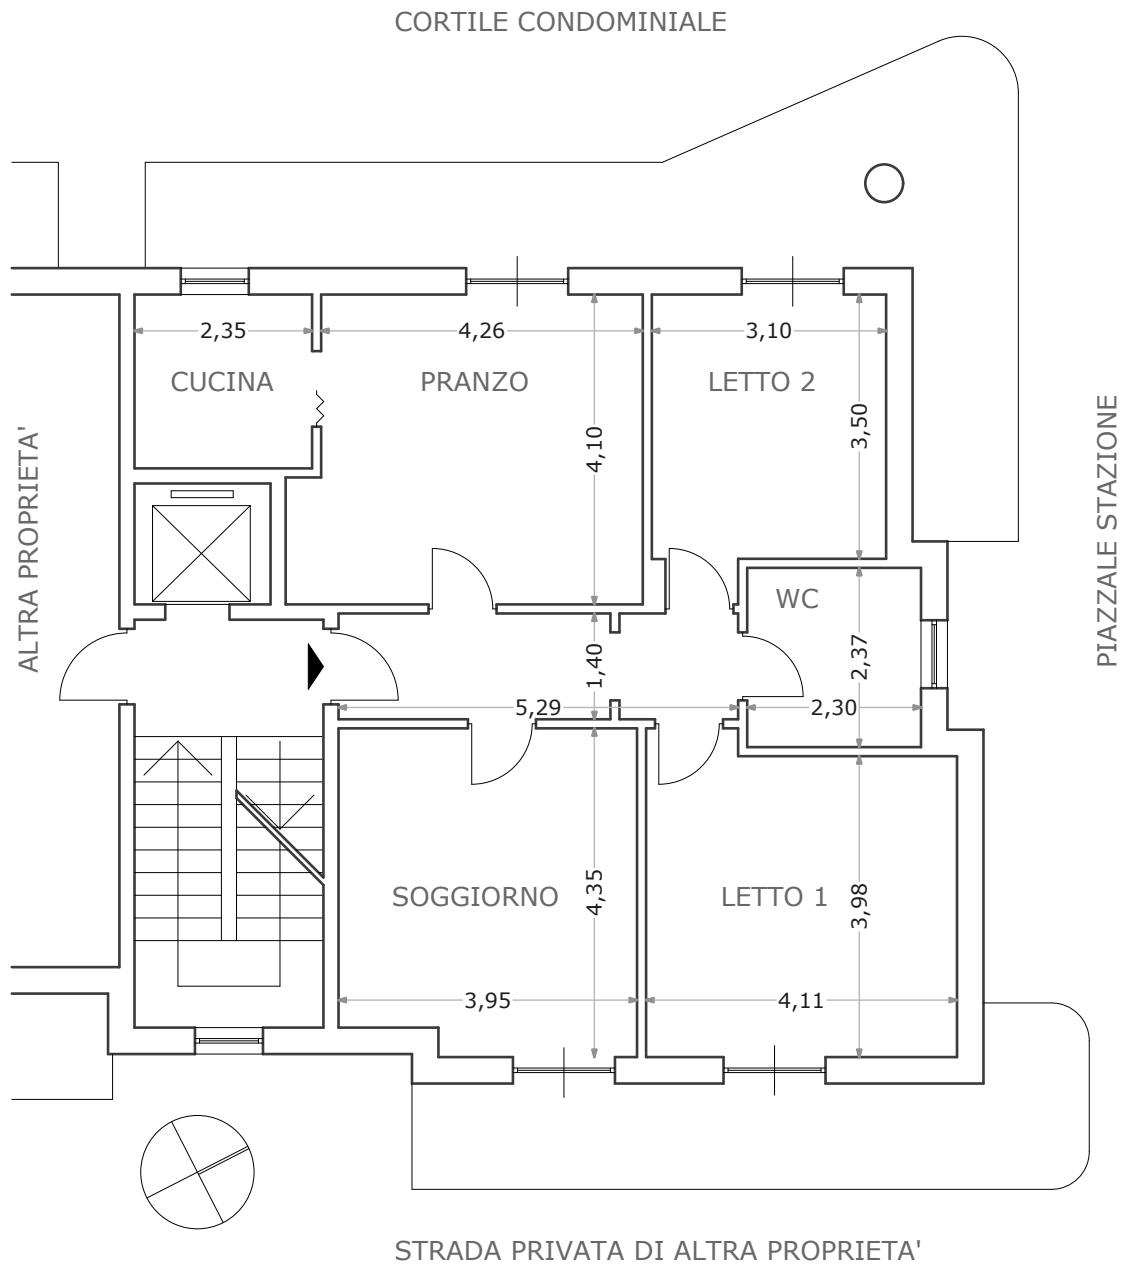 CORTILE CONDOMINIALE
2,35
4,26
3,10
CUCINA
PRANZO
LETTO 2
3,50
4,10
ALTRA PROPRIETA'
PIAZZALE STAZIONE
WC
2,37
1,40
5,29
2,30
SOGGIORNO
4,35
LETTO 1
3,98
3,95
4,11
STRADA PRIVATA DI ALTRA PROPRIETA'